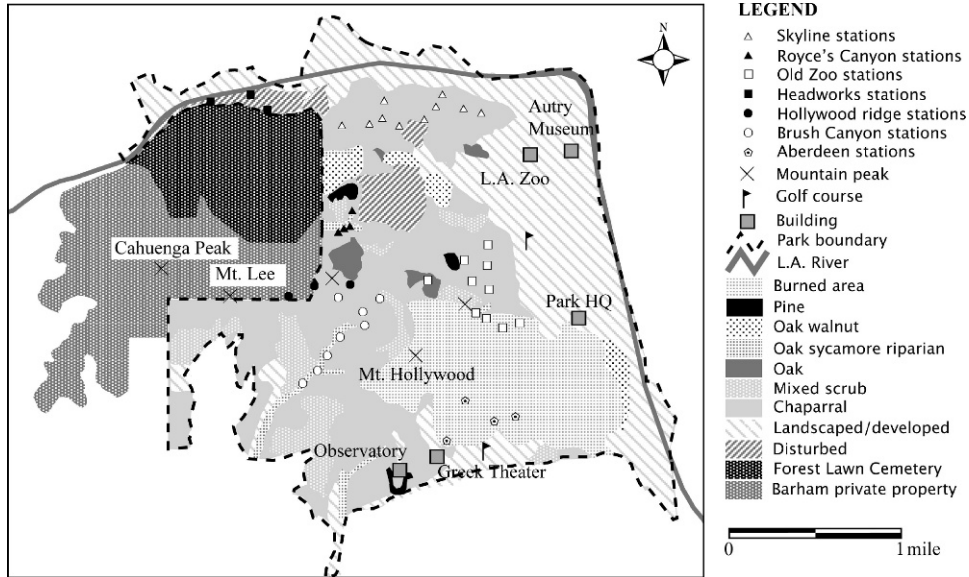 N
Autry
Museum
L.A. Zoo
Cahuenga Peak
Mt. Lee
Park HQ
Mt. Hollywood
Observatory
Greek Theater
LEGEND
Skyline stations
Royce's Canyon stations
Old Zoo stations
Headworks stations
Hollywood ridge stations
Brush Canyon stations
Aberdeen stations
Mountain peak
Golf course
Building
Park boundary
L.A. River
Burned area
Pine
Oak walnut
Oak sycamore riparian
Oak
Mixed scrub
Chaparral
Landscaped/developed
Disturbed
Forest Lawn Cemetery
Barham private property
0 1 mile